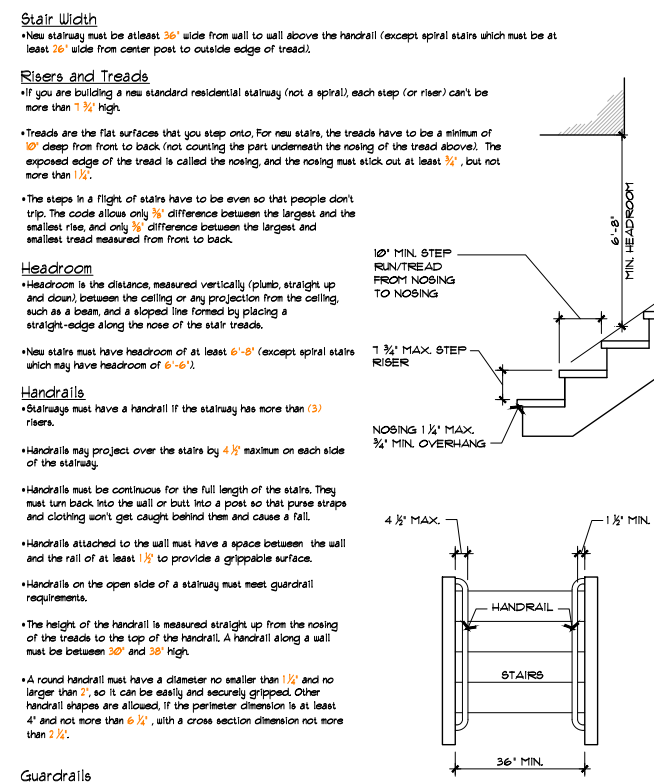 Stair Width
•New stairway must be atleast 36" wide from wall to wall above the handrail (except spiral stairs which must be at
least 26" wide from center post to outside edge of tread).
Risers and Treads
•If you are building a new standard residential stairway (not a spiral), each step (or riser) can't be
more than 7 ¾" high.
•Treads are the flat surfaces that you step onto. For new stairs, the treads have to be a minimum of
10" deep from front to back (not counting the part underneath the nosing of the tread above). The
exposed edge of the tread is called the nosing, and the nosing must stick out at least ¾" , but not
more than 1 ¼".
•The steps in a flight of stairs have to be even so that people don't
trip. The code allows only ⅜" difference between the largest and the
smallest rise, and only ⅜" difference between the largest and
smallest tread measured from front to back.
Headroom
•Headroom is the distance, measured vertically (plumb, straight up
and down), between the ceiling or any projection from the ceiling,
such as a beam, and a sloped line formed by placing a
straight-edge along the nose of the stair treads.
•New stairs must have headroom of at least 6'-8" (except spiral stairs
which may have headroom of 6'-6").
Handrails
•Stairways must have a handrail if the stairway has more than (3)
risers.
•Handrails may project over the stairs by 4 ½" maximum on each side
of the stairway.
•Handrails must be continuous for the full length of the stairs. They
must turn back into the wall or butt into a post so that purse straps
and clothing won't get caught behind them and cause a fall.
•Handrails attached to the wall must have a space between the wall
and the rail of at least 1 ½" to provide a grippable surface.
•Handrails on the open side of a stairway must meet guardrail
requirements.
•The height of the handrail is measured straight up from the nosing
of the treads to the top of the handrail. A handrail along a wall
must be between 30" and 38" high.
•A round handrail must have a diameter no smaller than 1 ¼" and no
larger than 2", so it can be easily and securely gripped. Other
handrail shapes are allowed, if the perimeter dimension is at least
4" and not more than 6 ¼" , with a cross section dimension not more
than 2 ¼".
Guardrails
6'-8"
MIN. HEADROOM
10" MIN. STEP
RUN/TREAD
FROM NOSING
TO NOSING
7 ¾" MAX. STEP
RISER
NOSING 1 ¼" MAX.
¾" MIN. OVERHANG
4 ½" MAX.
1 ½" MIN.
HANDRAIL
STAIRS
36" MIN.